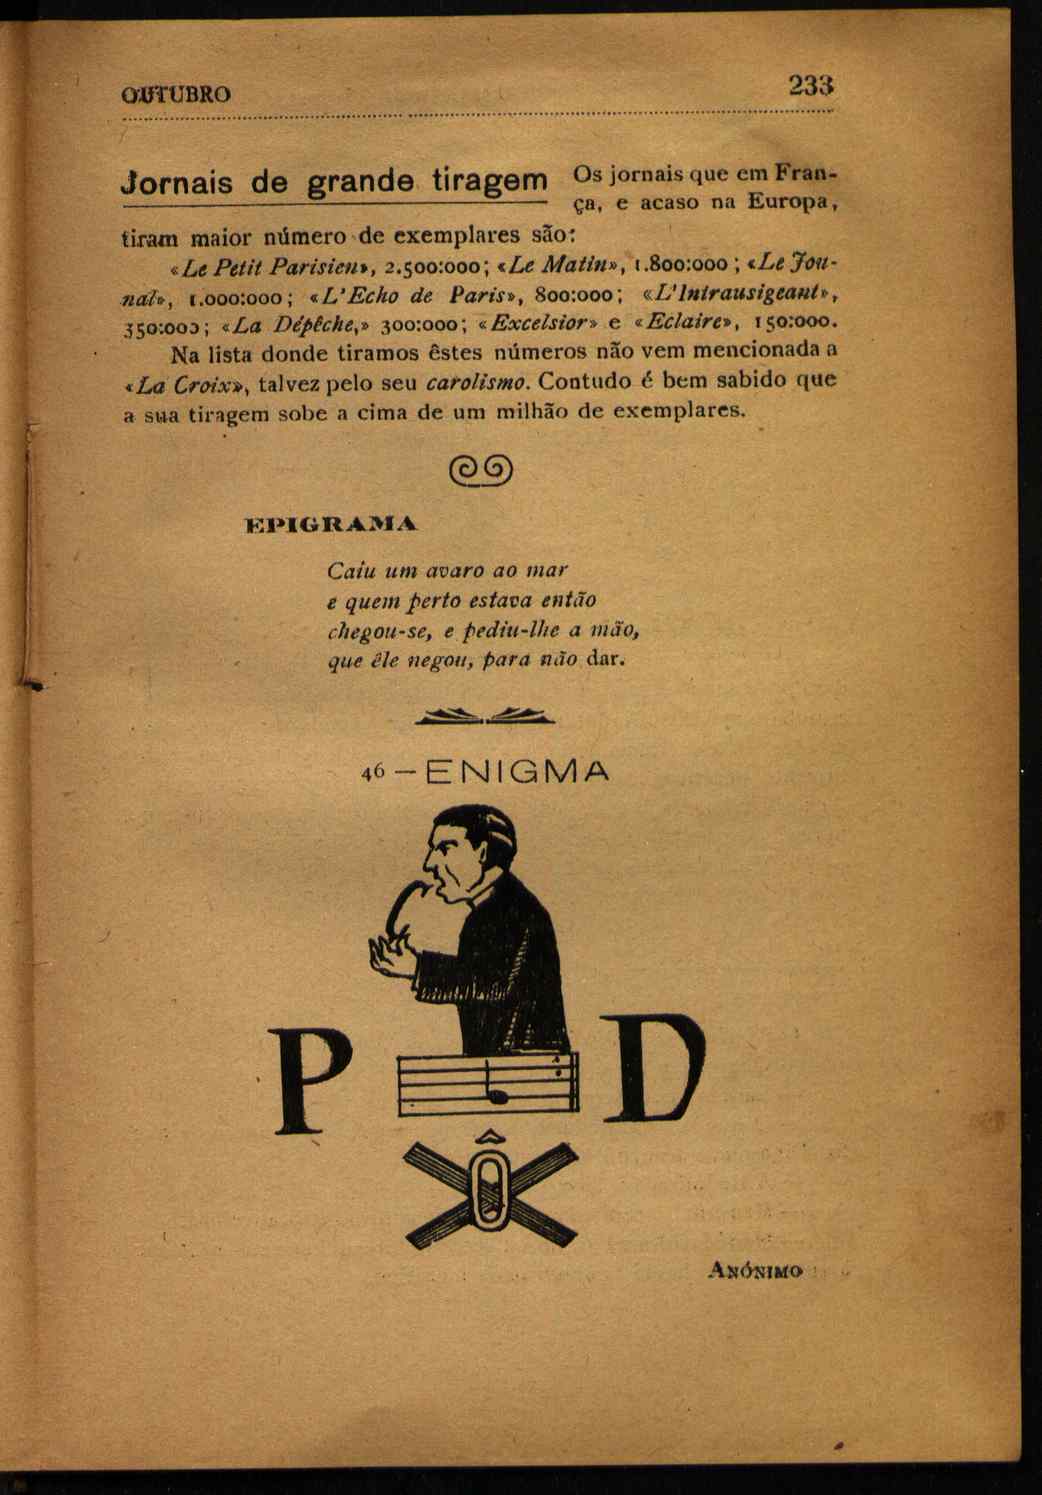 OUTUBRO 233
Jornais de grande tiragem Os jornais que em Fran-
ça, e acaso na Europa,
tiram maior número de exemplares são:
«Le Petit Parisien», 2.500:000; «Le Matin», 1.800:000; «Le Jou-
nal», 1.000:000; «L'Echo de Paris», 800:000; «L'Intrausigeant»,
350:000; «La Dépêche,» 300:000; «Excelsior» e «Eclaire», 150:000.
Na lista donde tiramos êstes números não vem mencionada a
«La Croix», talvez pelo seu carolismo. Contudo é bem sabido que
a sua tiragem sobe a cima de um milhão de exemplares.
EPIGRAMA
Caíu um avaro ao mar
e quem perto estava então
chegou-se, e pediu-lhe a mão,
que êle negou, para não dar.
46 — ENIGMA
P D
Ô
ANÓNIMO